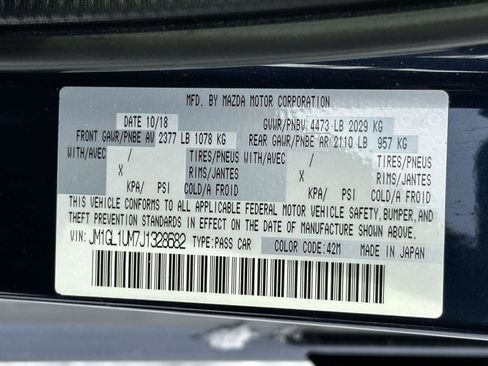 MFD. BY MAZDA MOTOR CORPORATION
DATE 10/18 GVWR/PNBV 4473 LB 2029 KG
FRONT GAWR/PNBE AV 2377 LB 1078 KG REAR GAWR/PNBE AR 2110 LB 957 KG
WITH/AVEC / TIRES/PNEUS WITH/AVEC / TIRES/PNEUS
X RIMS/JANTES X RIMS/JANTES
KPA/ PSI COLD/A FROID KPA/ PSI COLD/A FROID
THIS VEHICLE CONFORMS TO ALL APPLICABLE FEDERAL MOTOR VEHICLE SAFETY, BUMPER, AND
THEFT PREVENTION STANDARDS IN EFFECT ON THE DATE OF MANUFACTURE SHOWN ABOVE.
VIN: JM1GL1UM7J1328682 TYPE: PASS CAR COLOR CODE: 42M MADE IN JAPAN